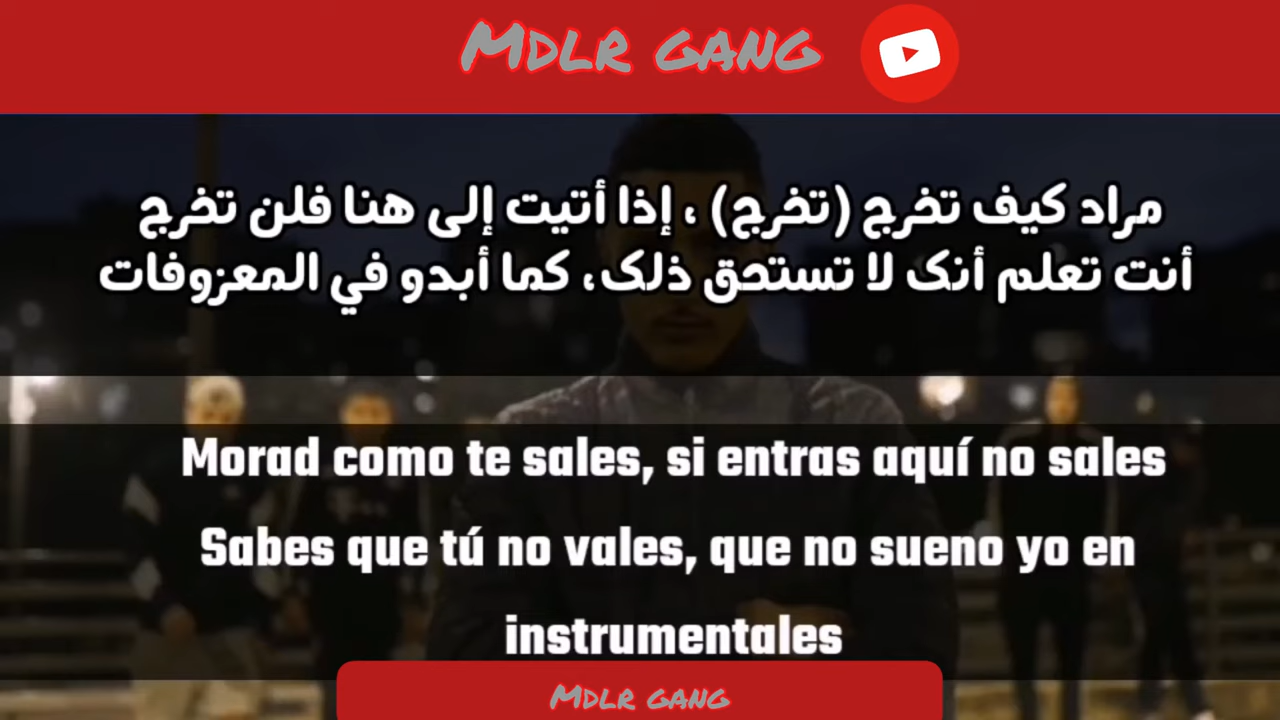 MDLR GANG
مراد كيف تخرج (تخرج) ، إذا أتيت إلى هنا فلن تخرج
أنت تعلم أنك لا تستحق ذلك، كما أبدو في المعزوفات
Morad como te sales, si entras aquí no sales
Sabes que tú no vales, que no sueno yo en
instrumentales
MDLR GANG